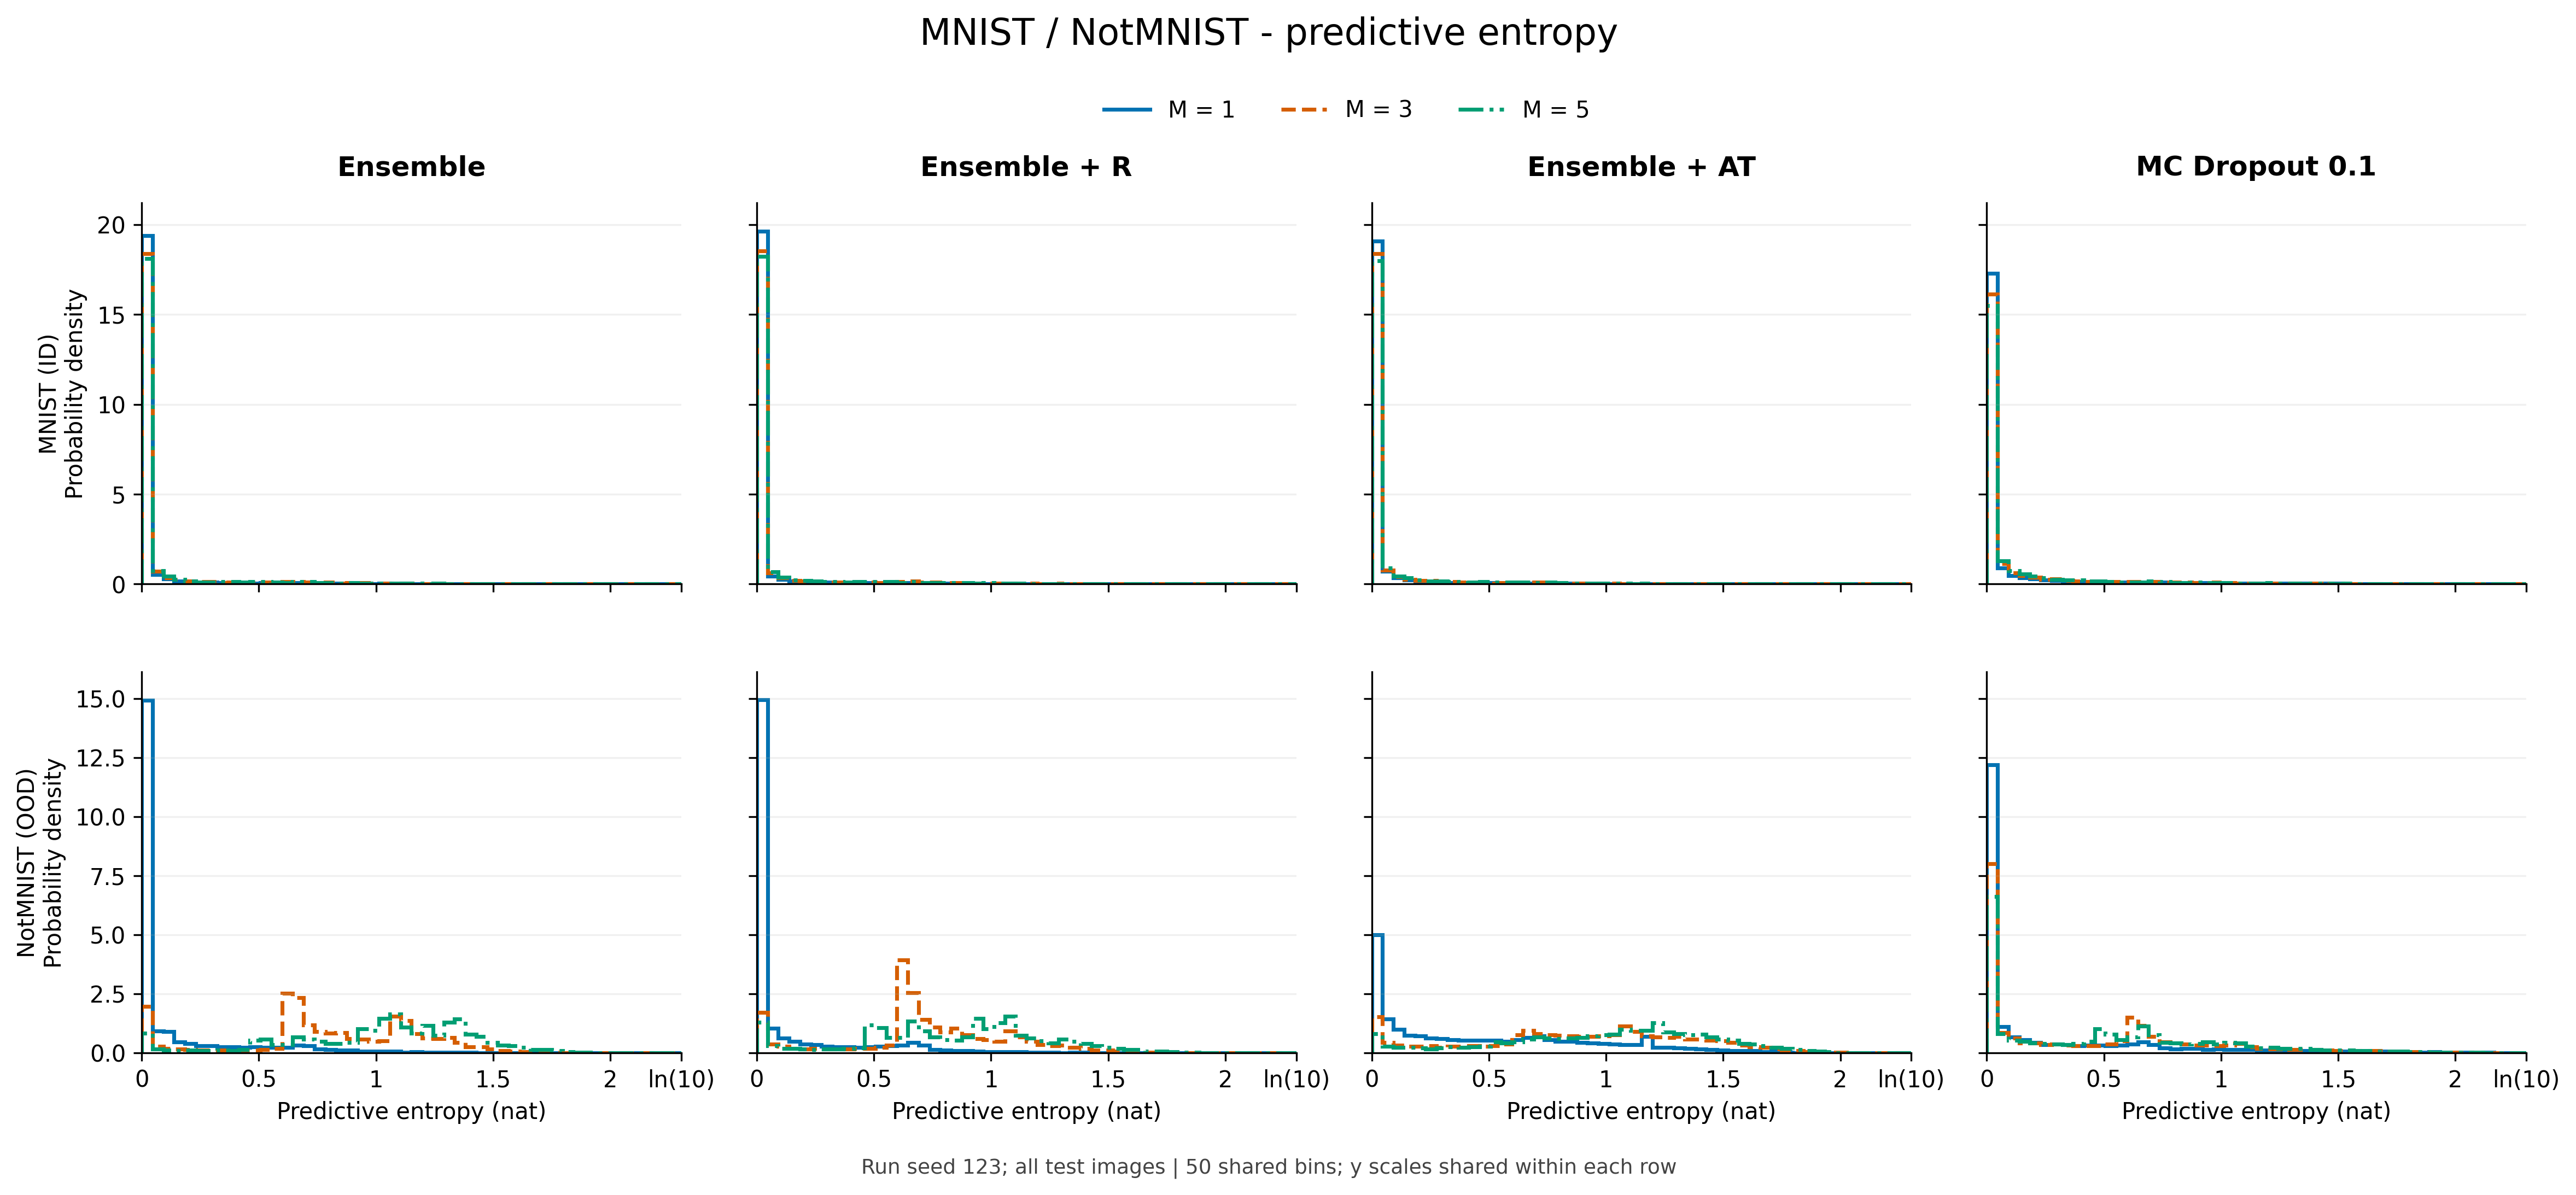 MNIST / NotMNIST - predictive entropy
M = 1 M = 3 M = 5
Ensemble
Ensemble + R
Ensemble + AT
MC Dropout 0.1
MNIST (ID)
Probability density
20
15
10
5
0
NotMNIST (OOD)
Probability density
15.0
12.5
10.0
7.5
5.0
2.5
0.0
0 0.5 1 1.5 2 ln(10)
0 0.5 1 1.5 2 ln(10)
0 0.5 1 1.5 2 ln(10)
0 0.5 1 1.5 2 ln(10)
Predictive entropy (nat)
Predictive entropy (nat)
Predictive entropy (nat)
Predictive entropy (nat)
Run seed 123; all test images | 50 shared bins; y scales shared within each row